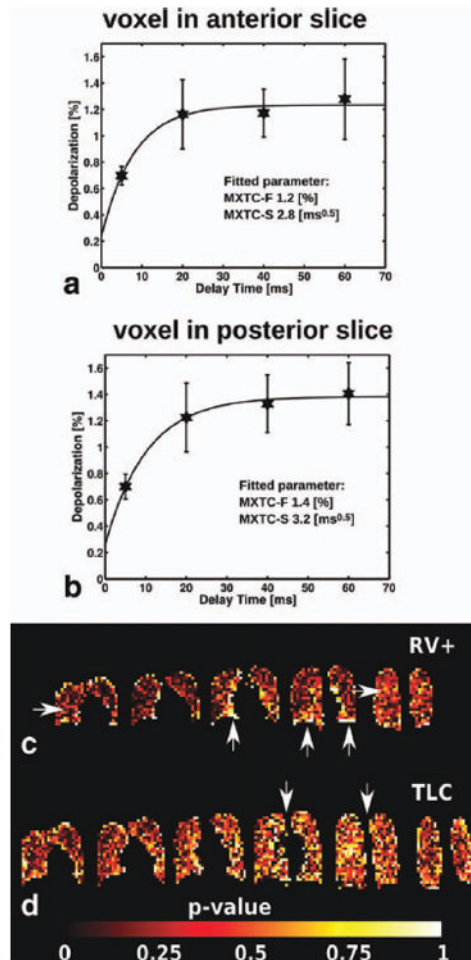 voxel in anterior slice
Depolarization [%]
1.6
1.4
1.2
1
0.8
0.6
0.4
0.2
0
Fitted parameter:
MXTC-F 1.2 [%]
MXTC-S 2.8 [ms0.5]
0 10 20 30 40 50 60 70
Delay Time [ms]
a
voxel in posterior slice
Depolarization [%]
1.6
1.4
1.2
1
0.8
0.6
0.4
0.2
0
Fitted parameter:
MXTC-F 1.4 [%]
MXTC-S 3.2 [ms0.5]
0 10 20 30 40 50 60 70
Delay Time [ms]
b
RV+
c
TLC
d
p-value
0 0.25 0.5 0.75 1